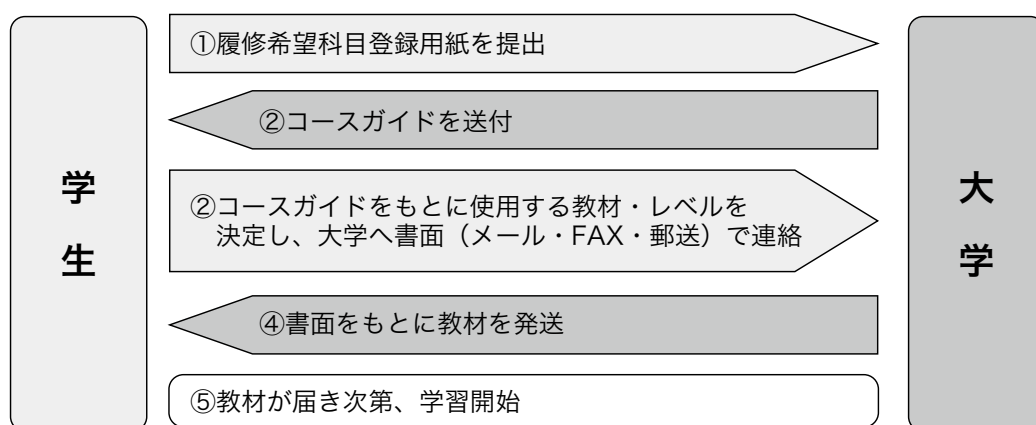 学生
①履修希望科目登録用紙を提出
②コースガイドを送付
②コースガイドをもとに使用する教材・レベルを
決定し、大学へ書面（メール・FAX・郵送）で連絡
④書面をもとに教材を発送
⑤教材が届き次第、学習開始
大学